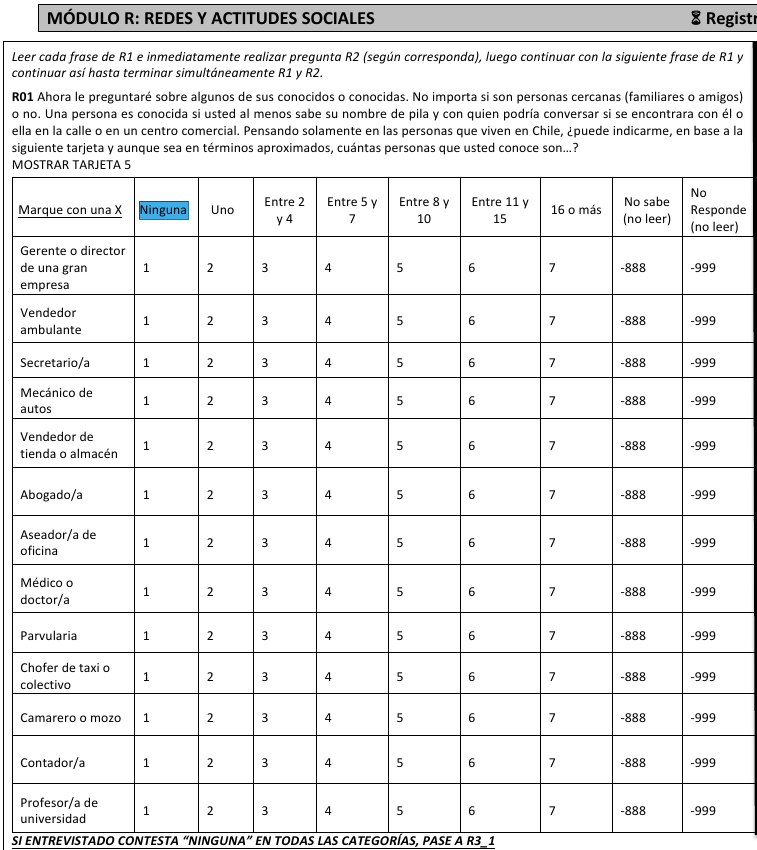 MÓDULO R: REDES Y ACTITUDES SOCIALES
⌛ Registr
Leer cada frase de R1 e inmediatamente realizar pregunta R2 (según corresponda), luego continuar con la siguiente frase de R1 y
continuar así hasta terminar simultáneamente R1 y R2.
R01 Ahora le preguntaré sobre algunos de sus conocidos o conocidas. No importa si son personas cercanas (familiares o amigos)
o no. Una persona es conocida si usted al menos sabe su nombre de pila y con quien podría conversar si se encontrara con él o
ella en la calle o en un centro comercial. Pensando solamente en las personas que viven en Chile, ¿puede indicarme, en base a la
siguiente tarjeta y aunque sea en términos aproximados, cuántas personas que usted conoce son…?
MOSTRAR TARJETA 5
Marque con una X
Ninguna
Uno
Entre 2
y 4
Entre 5 y
7
Entre 8 y
10
Entre 11 y
15
16 o más
No sabe
(no leer)
No
Responde
(no leer)
Gerente o director
de una gran
empresa
1 2 3 4 5 6 7 -888 -999
Vendedor
ambulante
1 2 3 4 5 6 7 -888 -999
Secretario/a
1 2 3 4 5 6 7 -888 -999
Mecánico de
autos
1 2 3 4 5 6 7 -888 -999
Vendedor de
tienda o almacén
1 2 3 4 5 6 7 -888 -999
Abogado/a
1 2 3 4 5 6 7 -888 -999
Aseador/a de
oficina
1 2 3 4 5 6 7 -888 -999
Médico o
doctor/a
1 2 3 4 5 6 7 -888 -999
Parvularia
1 2 3 4 5 6 7 -888 -999
Chofer de taxi o
colectivo
1 2 3 4 5 6 7 -888 -999
Camarero o mozo
1 2 3 4 5 6 7 -888 -999
Contador/a
1 2 3 4 5 6 7 -888 -999
Profesor/a de
universidad
1 2 3 4 5 6 7 -888 -999
SI ENTREVISTADO CONTESTA “NINGUNA” EN TODAS LAS CATEGORÍAS, PASE A R3_1